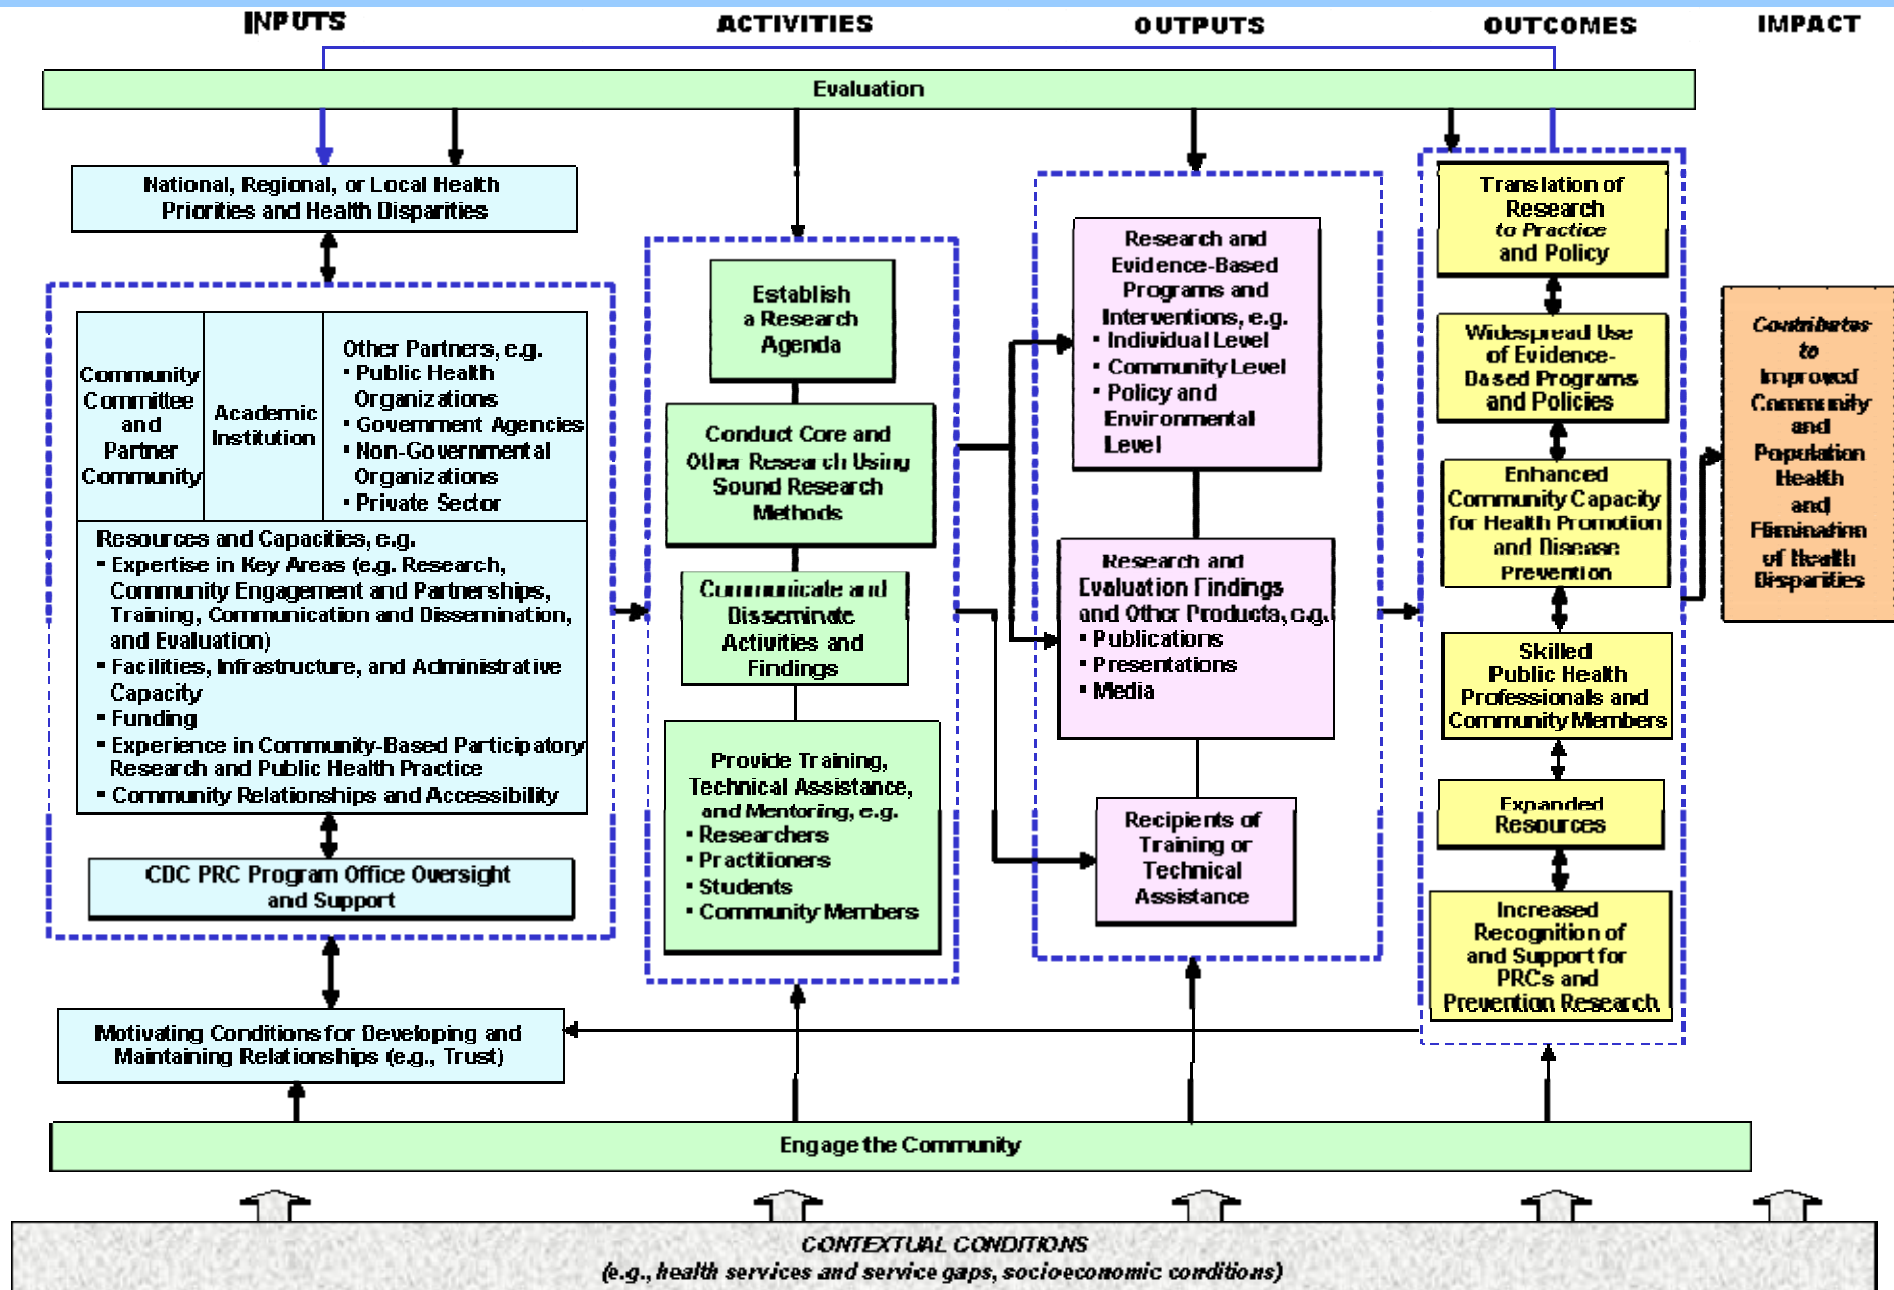 INPUTS
ACTIVITIES
OUTPUTS
OUTCOMES
IMPACT
Evaluation
National, Regional, or Local Health
Priorities and Health Disparities
Community
Committee
and
Partner
Community
Academic
Institution
Other Partners, e.g.
▪ Public Health
Organizations
▪ Government Agencies
▪ Non-Governmental
Organizations
▪ Private Sector
Resources and Capacities, e.g.
▪ Expertise in Key Areas (e.g. Research,
Community Engagement and Partnerships,
Training, Communication and Dissemination,
and Evaluation)
▪ Facilities, Infrastructure, and Administrative
Capacity
▪ Funding
▪ Experience in Community-Based Participatory
Research and Public Health Practice
▪ Community Relationships and Accessibility
CDC PRC Program Office Oversight
and Support
Motivating Conditions for Developing and
Maintaining Relationships (e.g., Trust)
Establish
a Research
Agenda
Conduct Core and
Other Research Using
Sound Research
Methods
Communicate and
Disseminate
Activities and
Findings
Provide Training,
Technical Assistance,
and Mentoring, e.g.
▪ Researchers
▪ Practitioners
▪ Students
▪ Community Members
Research and
Evidence-Based
Programs and
Interventions, e.g.
▪ Individual Level
▪ Community Level
▪ Policy and
Environmental
Level
Research and
Evaluation Findings
and Other Products, e.g.
▪ Publications
▪ Presentations
▪ Media
Recipients of
Training or
Technical
Assistance
Translation of
Research
to Practice
and Policy
Widespread Use
of Evidence-
Based Programs
and Policies
Enhanced
Community Capacity
for Health Promotion
and Disease
Prevention
Skilled
Public Health
Professionals and
Community Members
Expanded
Resources
Increased
Recognition of
and Support for
PRCs and
Prevention Research
Contributes
to
Improved
Community
and
Population
Health
and
Elimination
of Health
Disparities
Engage the Community
CONTEXTUAL CONDITIONS
(e.g., health services and service gaps, socioeconomic conditions)